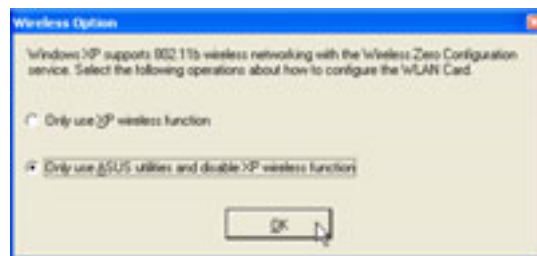 Wireless Option
Windows XP supports 802.11b wireless networking with the Wireless Zero Configuration
service. Select the following operations about how to configure the WLAN Card.
Only use XP wireless function
Only use ASUS utilities and disable XP wireless function
OK